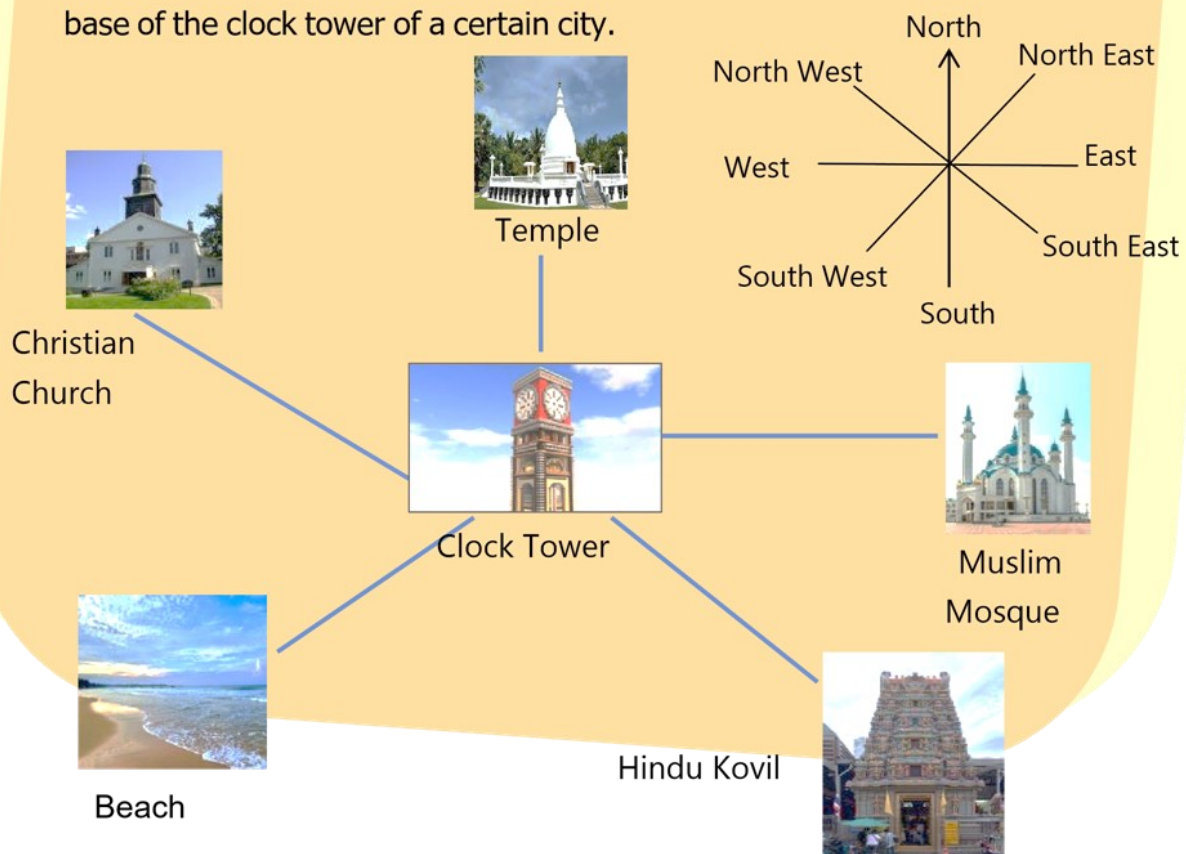 base of the clock tower of a certain city.
North
North West
North East
West
East
South West
South East
South
Temple
Christian
Church
Clock Tower
Muslim
Mosque
Beach
Hindu Kovil